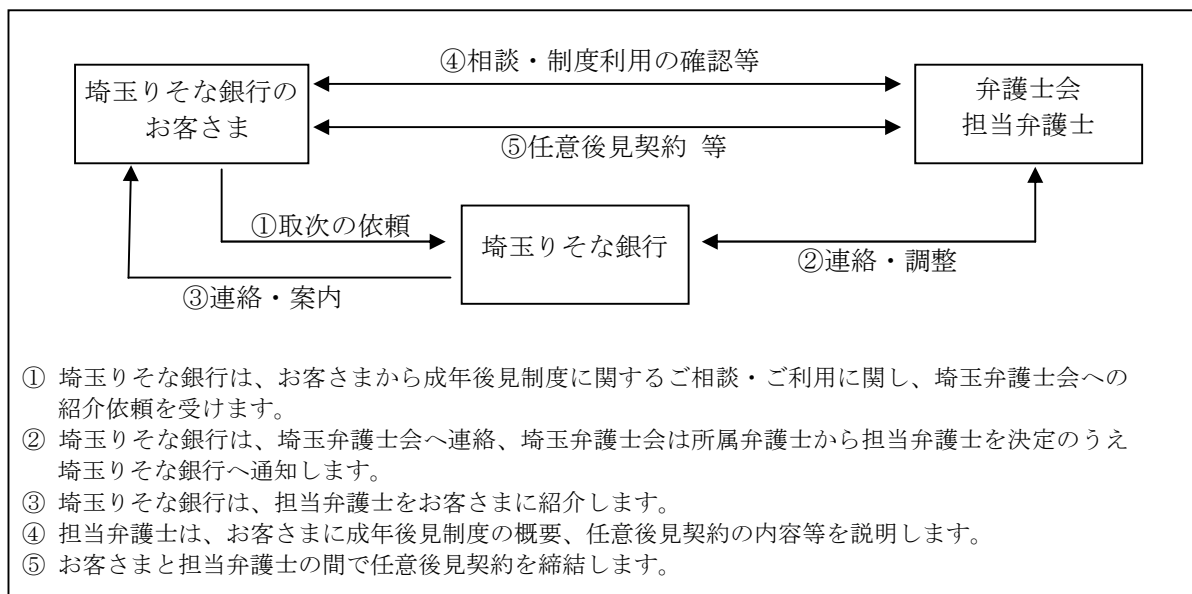 ④相談・制度利用の確認等
埼玉りそな銀行の
お客さま
弁護士会
担当弁護士
⑤任意後見契約 等
①取次の依頼
埼玉りそな銀行
②連絡・調整
③連絡・案内
① 埼玉りそな銀行は、お客さまから成年後見制度に関するご相談・ご利用に関し、埼玉弁護士会への
紹介依頼を受けます。
② 埼玉りそな銀行は、埼玉弁護士会へ連絡、埼玉弁護士会は所属弁護士から担当弁護士を決定のうえ
埼玉りそな銀行へ通知します。
③ 埼玉りそな銀行は、担当弁護士をお客さまに紹介します。
④ 担当弁護士は、お客さまに成年後見制度の概要、任意後見契約の内容等を説明します。
⑤ お客さまと担当弁護士の間で任意後見契約を締結します。